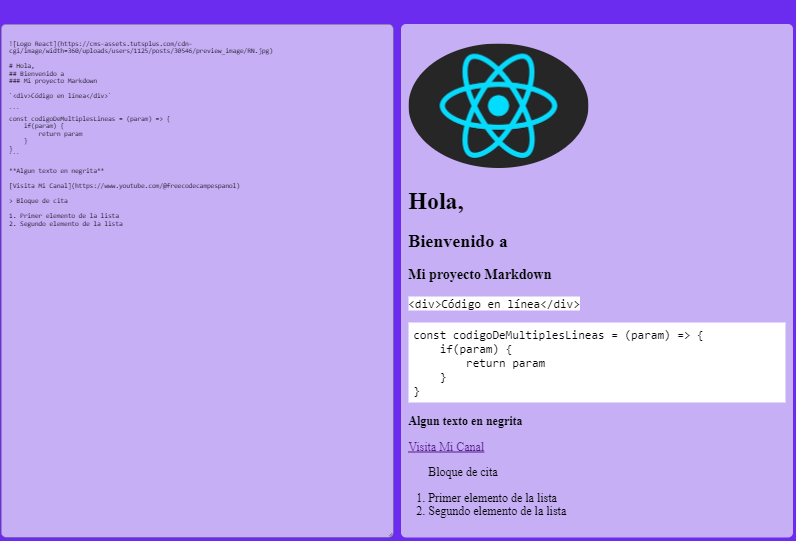 ![Logo React](https://cms-assets.tutsplus.com/cdn-
cgi/image/width=360/uploads/users/1125/posts/30546/preview_image/RN.jpg)
# Hola,
## Bienvenido a
### Mi proyecto Markdown
`<div>Código en línea</div>`
```
const codigoDeMultiplesLineas = (param) => {
    if(param) {
        return param
    }
}
```
**Algun texto en negrita**
[Visita Mi Canal](https://www.youtube.com/@freecodecampespanol)
> Bloque de cita
1. Primer elemento de la lista
2. Segundo elemento de la lista
Hola,
Bienvenido a
Mi proyecto Markdown
<div>Código en línea</div>
const codigoDeMultiplesLineas = (param) => {
    if(param) {
        return param
    }
}
Algun texto en negrita
Visita Mi Canal
Bloque de cita
1. Primer elemento de la lista
2. Segundo elemento de la lista